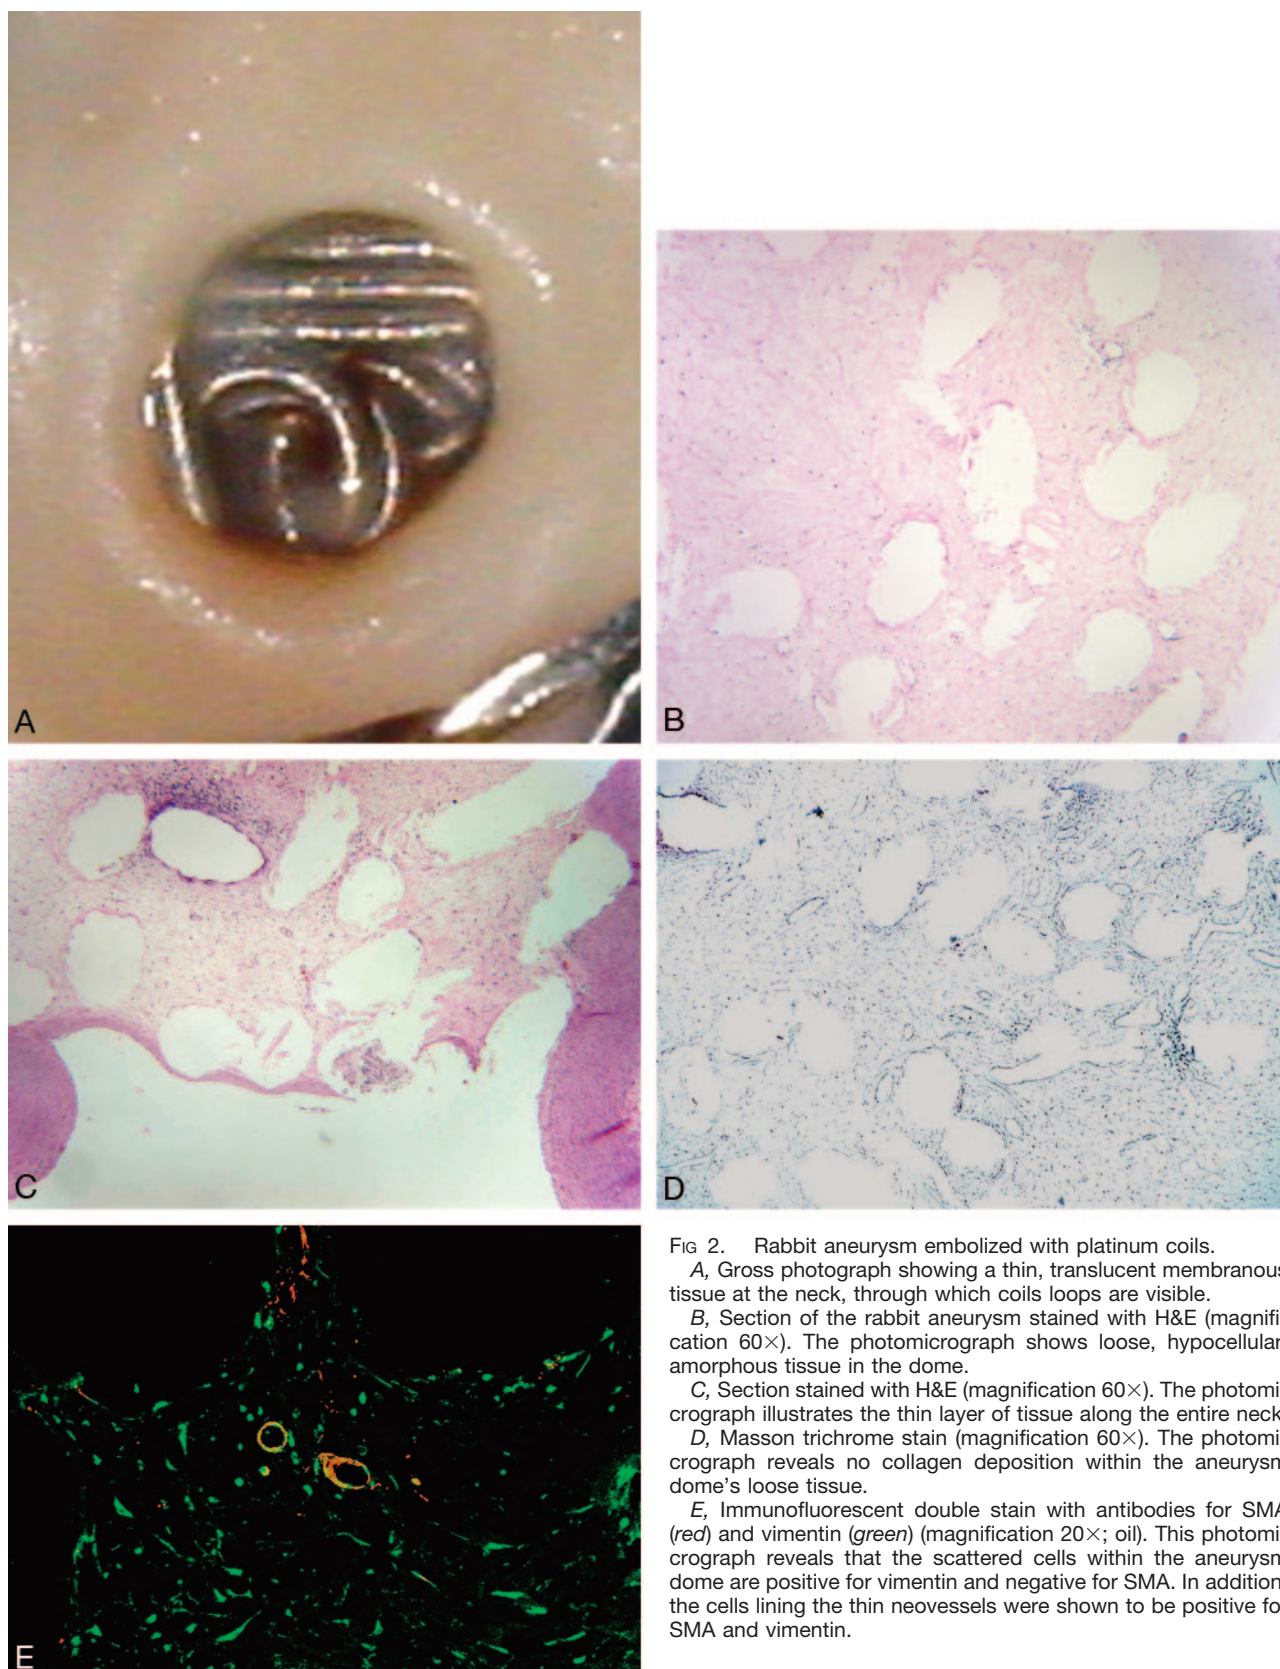 A
B
C
D
E
FIG 2. Rabbit aneurysm embolized with platinum coils.
A, Gross photograph showing a thin, translucent membranous
tissue at the neck, through which coils loops are visible.
B, Section of the rabbit aneurysm stained with H&E (magnifi-
cation 60×). The photomicrograph shows loose, hypocellular
amorphous tissue in the dome.
C, Section stained with H&E (magnification 60×). The photomi-
crograph illustrates the thin layer of tissue along the entire neck
D, Masson trichrome stain (magnification 60×). The photomi-
crograph reveals no collagen deposition within the aneurysm
dome's loose tissue.
E, Immunofluorescent double stain with antibodies for SMA
(red) and vimentin (green) (magnification 20×; oil). This photomi-
crograph reveals that the scattered cells within the aneurysm
dome are positive for vimentin and negative for SMA. In addition
the cells lining the thin neovessels were shown to be positive fo
SMA and vimentin.